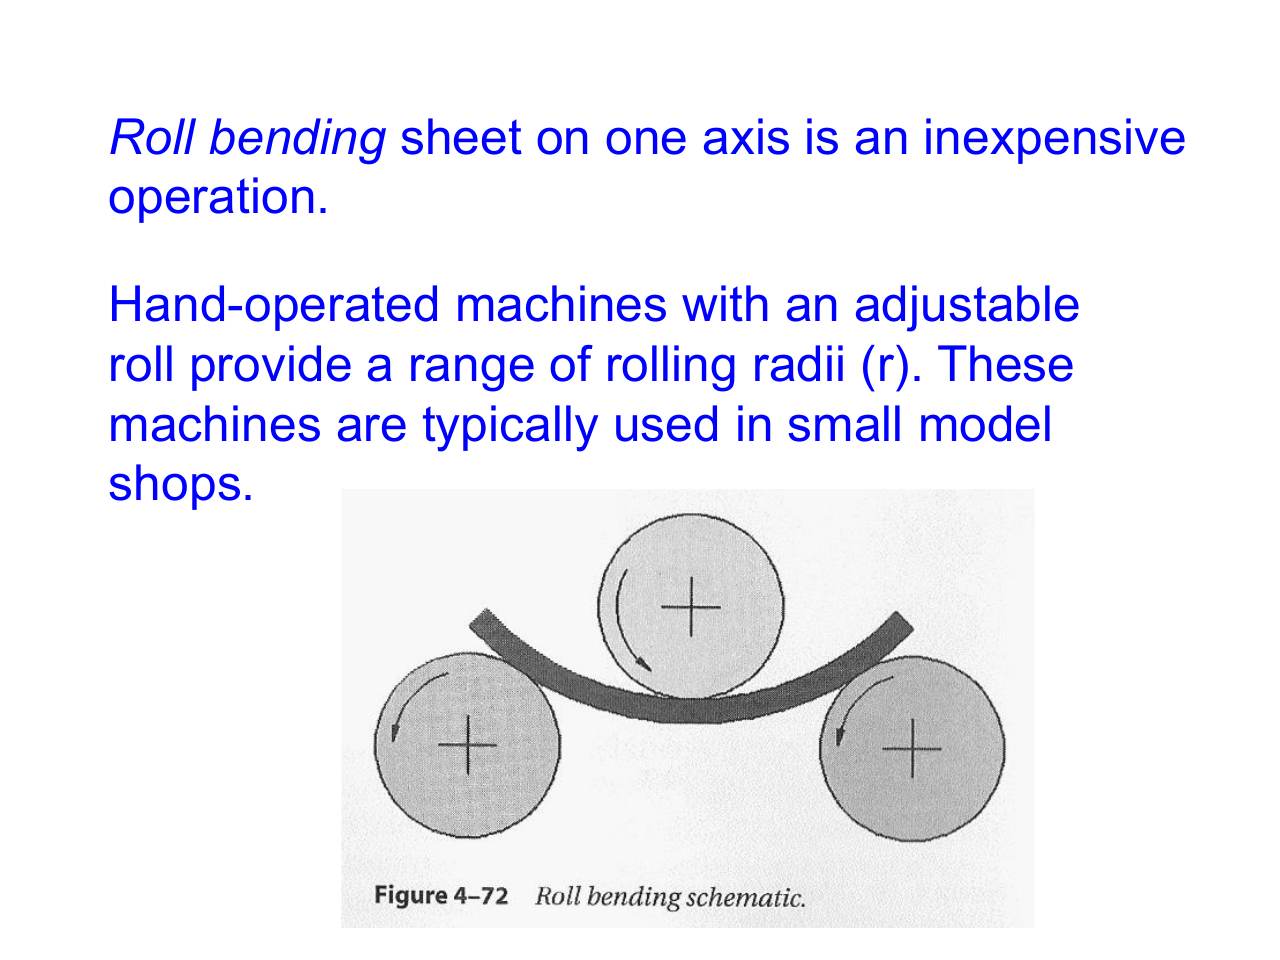 Roll bending sheet on one axis is an inexpensive
operation.
Hand-operated machines with an adjustable
roll provide a range of rolling radii (r). These
machines are typically used in small model
shops.
Figure 4–72 Roll bending schematic.